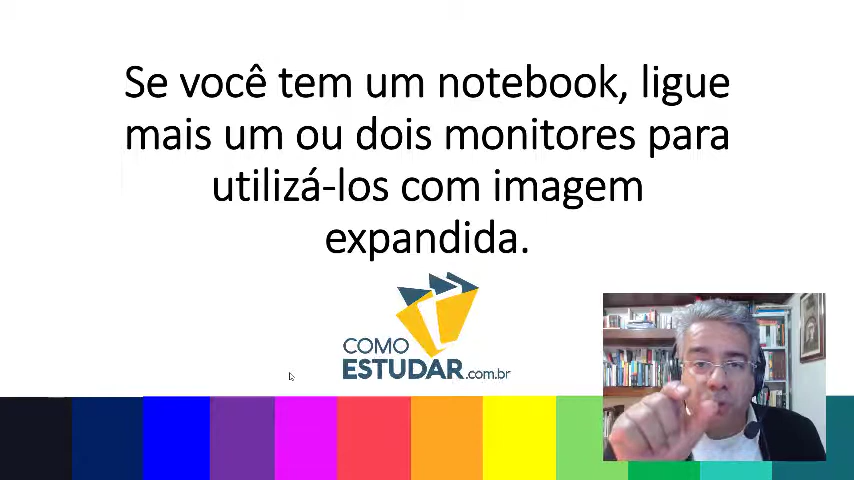 Se você tem um notebook, ligue
mais um ou dois monitores para
utilizá-los com imagem
expandida.
COMO
ESTUDAR.com.br